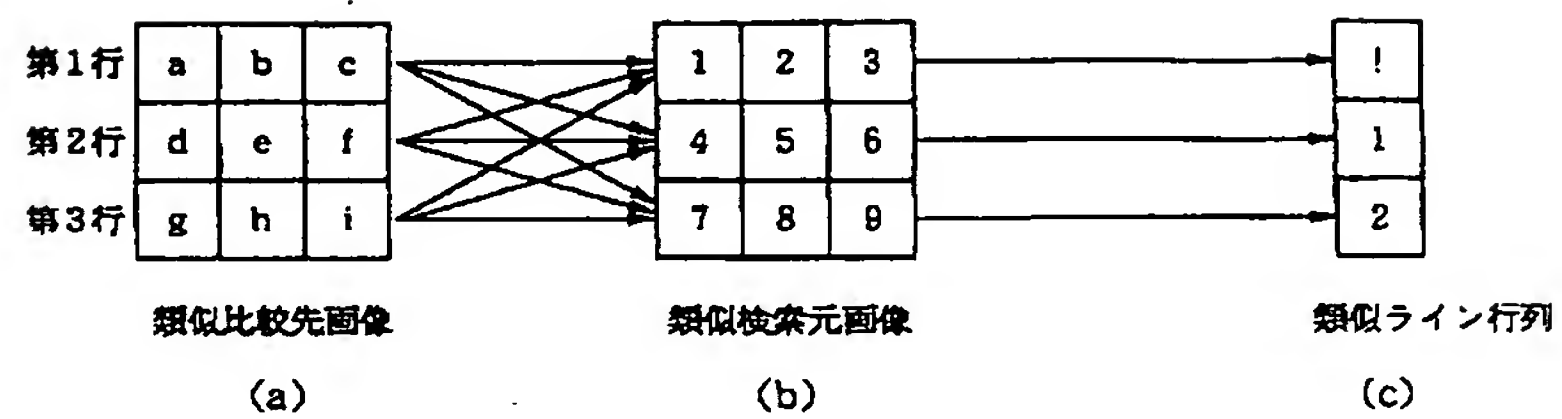 第1行 a b c 1 2 3 !
第2行 d e f 4 5 6 1
第3行 g h i 7 8 9 2
類似比較先画像 類似検索元画像 類似ライン行列
(a) (b) (c)